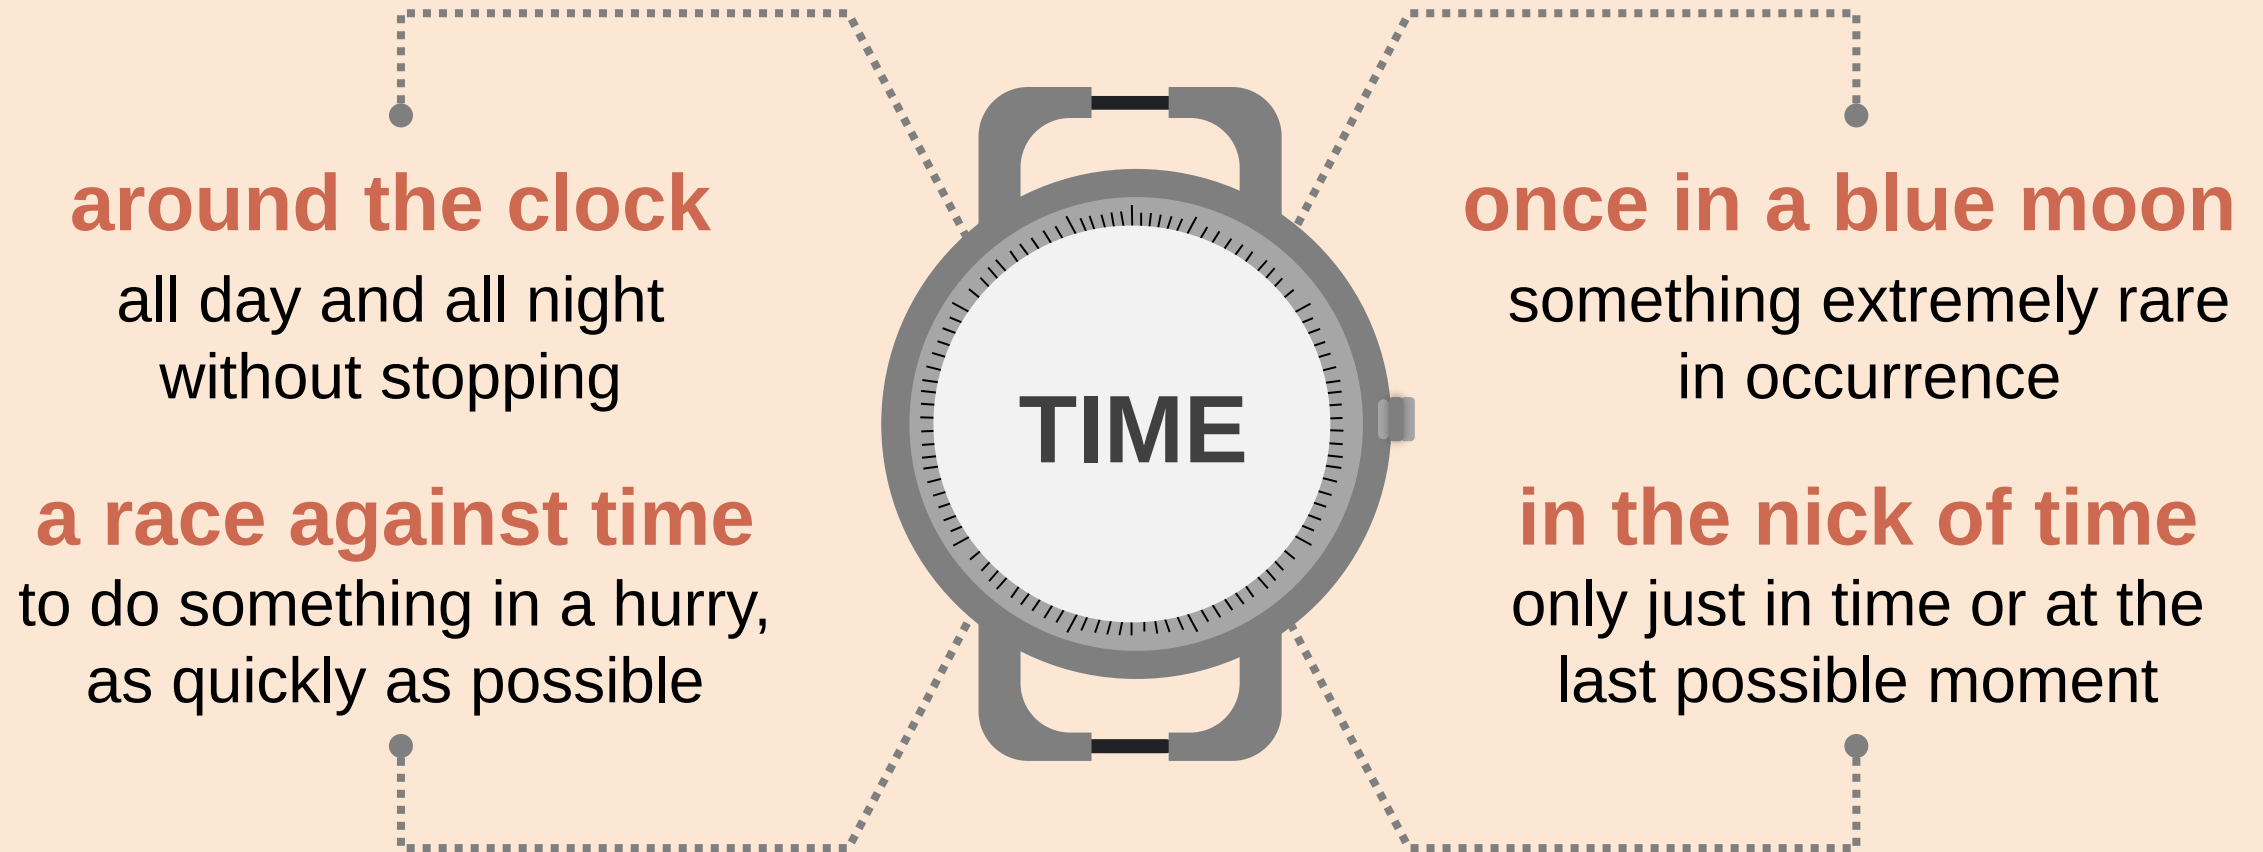 around the clock
all day and all night
without stopping
a race against time
to do something in a hurry,
as quickly as possible
TIME
once in a blue moon
something extremely rare
in occurrence
in the nick of time
only just in time or at the
last possible moment